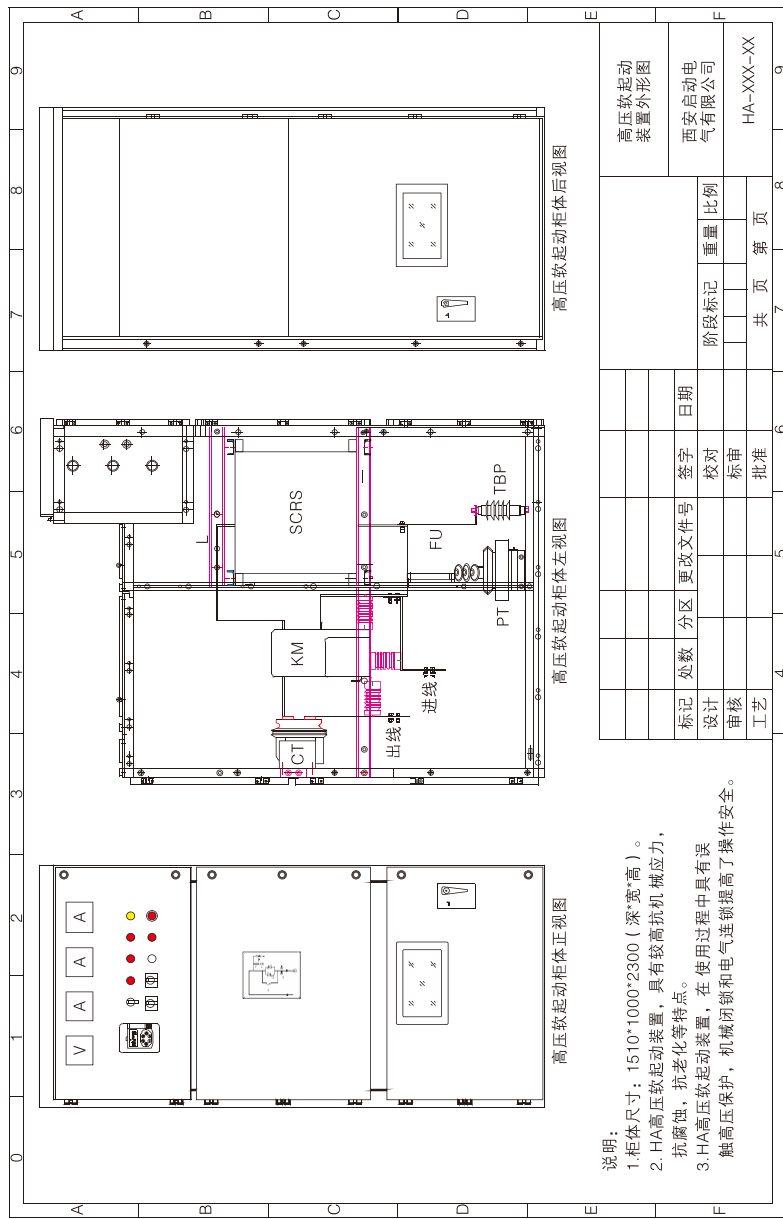 0 1 2 3 4 5 6 7 8 9
A
B
C
D
E
F
V A A A
高压软起动柜体正视图
L
SCRS
KM
CT
FU
TBP
PT
出线
进线
高压软起动柜体左视图
高压软起动柜体后视图
说明:
1.柜体尺寸:1510*1000*2300(深*宽*高)。
2. HA高压软起动装置,具有较高抗机 械应力,
抗腐蚀,抗老化等特点。
3.HA高压软起动装置,在 使用过程中具有误
触高压保护,机械闭锁和电气连锁提高了操作安全。
标记 处数 分区 更改文件号 签字 日期
设计 校对
审核 标审
工艺 批准
阶段标记 重量 比例
共 页 第 页
高压软起动
装置外形图
西安启动电
气有限公司
HA-XXX-XX
A
B
C
D
E
F
3 4 5 6 7 8 9